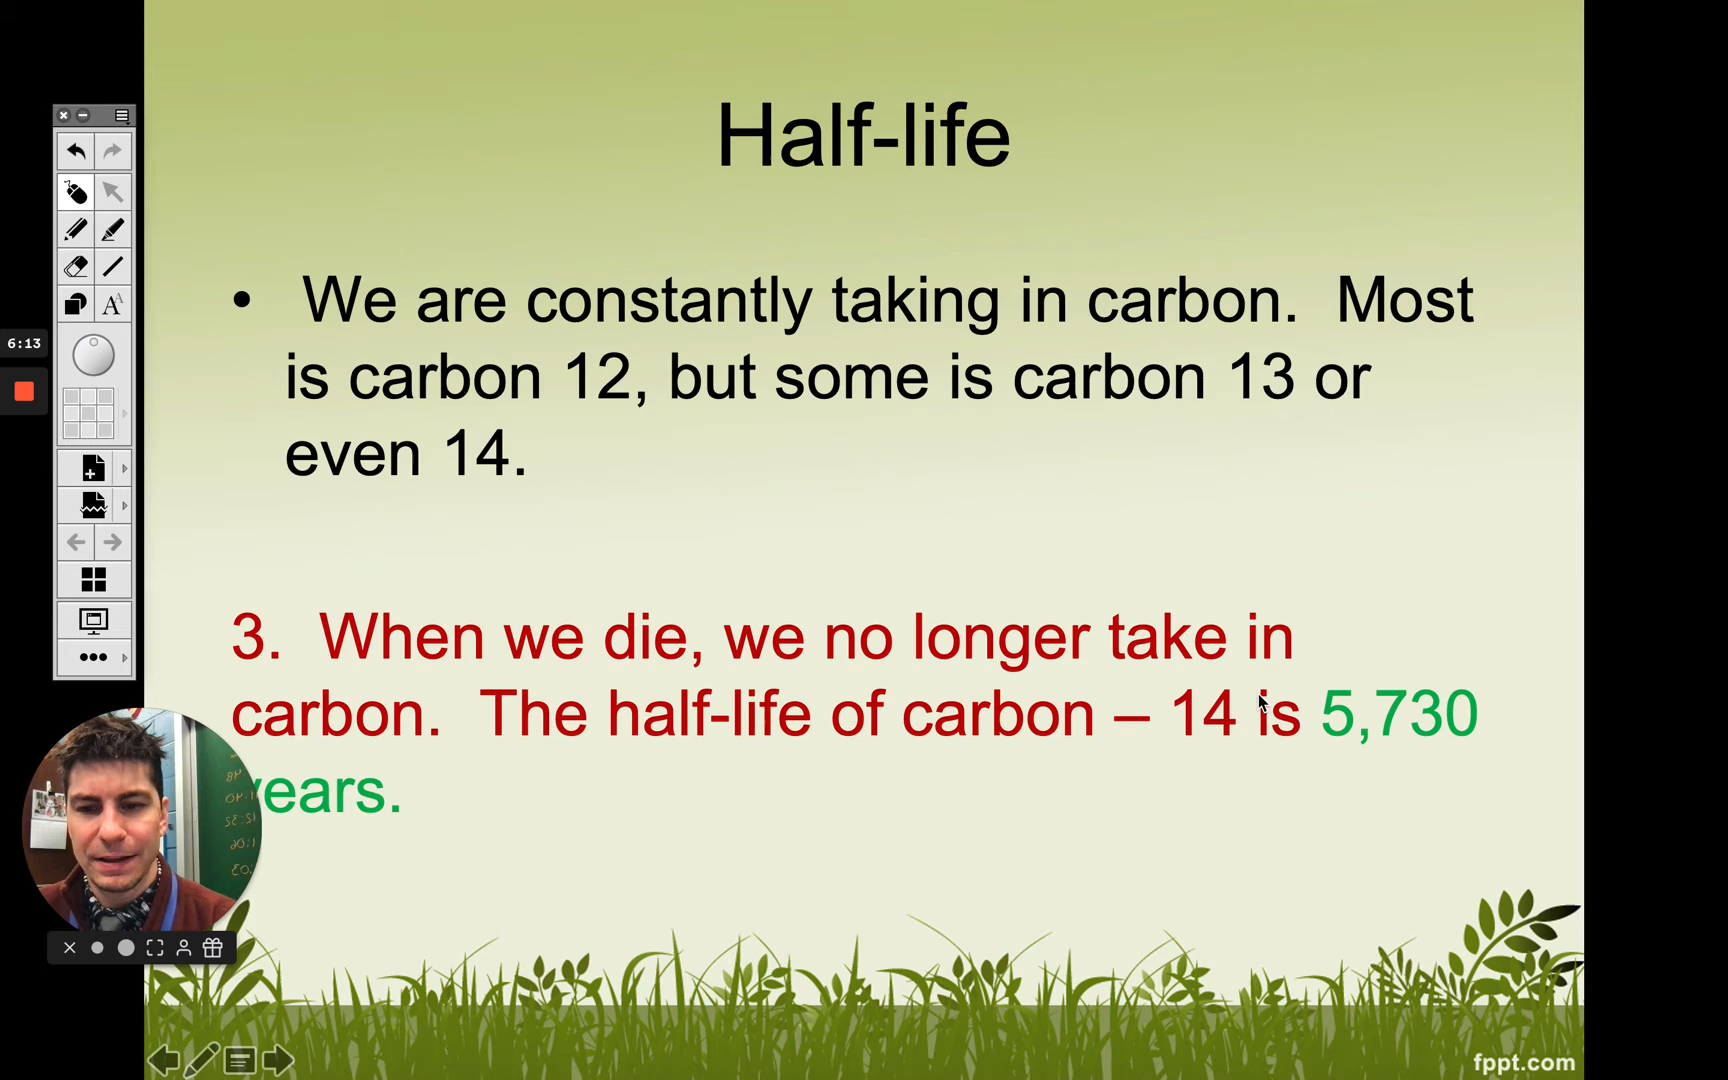 Half-life
• We are constantly taking in carbon. Most
is carbon 12, but some is carbon 13 or
even 14.
6:13
3. When we die, we no longer take in
carbon. The half-life of carbon – 14 is 5,730
years.
fppt.com